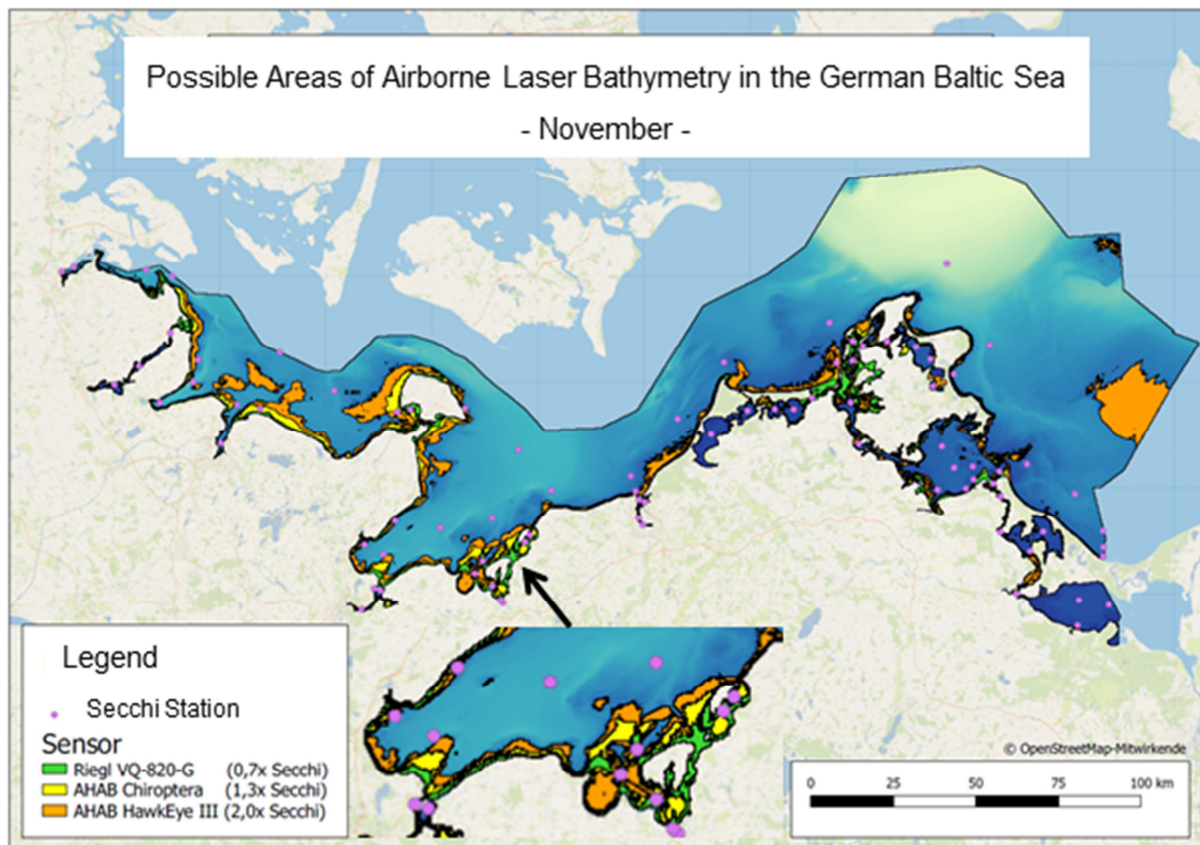 Possible Areas of Airborne Laser Bathymetry in the German Baltic Sea
- November -
Legend
Secchi Station
Sensor
Riegl VQ-820-G (0,7x Secchi)
AHAB Chiroptera (1,3x Secchi)
AHAB HawkEye III (2,0x Secchi)
© OpenStreetMap-Mitwirkende
0 25 50 75 100 km